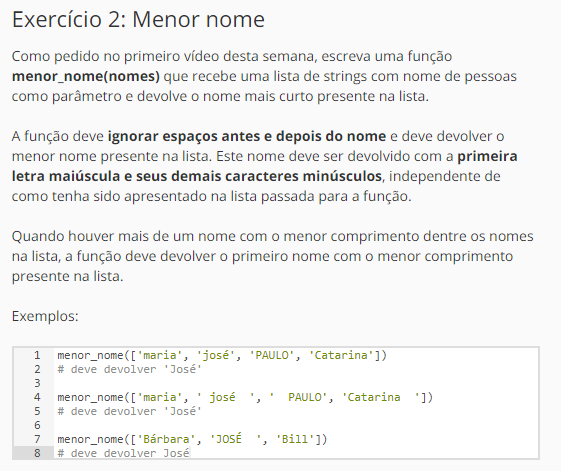 Exercício 2: Menor nome
Como pedido no primeiro vídeo desta semana, escreva uma função
menor_nome(nomes) que recebe uma lista de strings com nome de pessoas
como parâmetro e devolve o nome mais curto presente na lista.
A função deve ignorar espaços antes e depois do nome e deve devolver o
menor nome presente na lista. Este nome deve ser devolvido com a primeira
letra maiúscula e seus demais caracteres minúsculos, independente de
como tenha sido apresentado na lista passada para a função.
Quando houver mais de um nome com o menor comprimento dentre os nomes
na lista, a função deve devolver o primeiro nome com o menor comprimento
presente na lista.
Exemplos:
1 menor_nome(['maria', 'josé', 'PAULO', 'Catarina'])
2 # deve devolver 'José'
3
4 menor_nome(['maria', ' josé  ', '  PAULO', 'Catarina  '])
5 # deve devolver 'José'
6
7 menor_nome(['Bárbara', 'JOSÉ  ', 'Bill'])
8 # deve devolver José